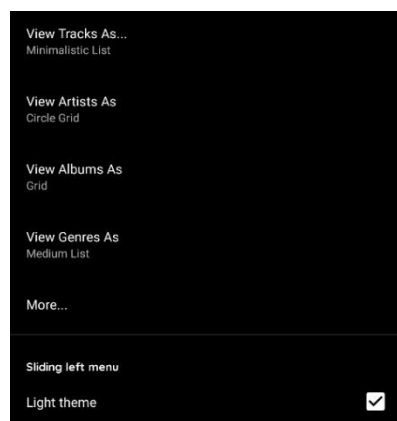 View Tracks As...
Minimalistic List
View Artists As
Circle Grid
View Albums As
Grid
View Genres As
Medium List
More...
Sliding left menu
Light theme